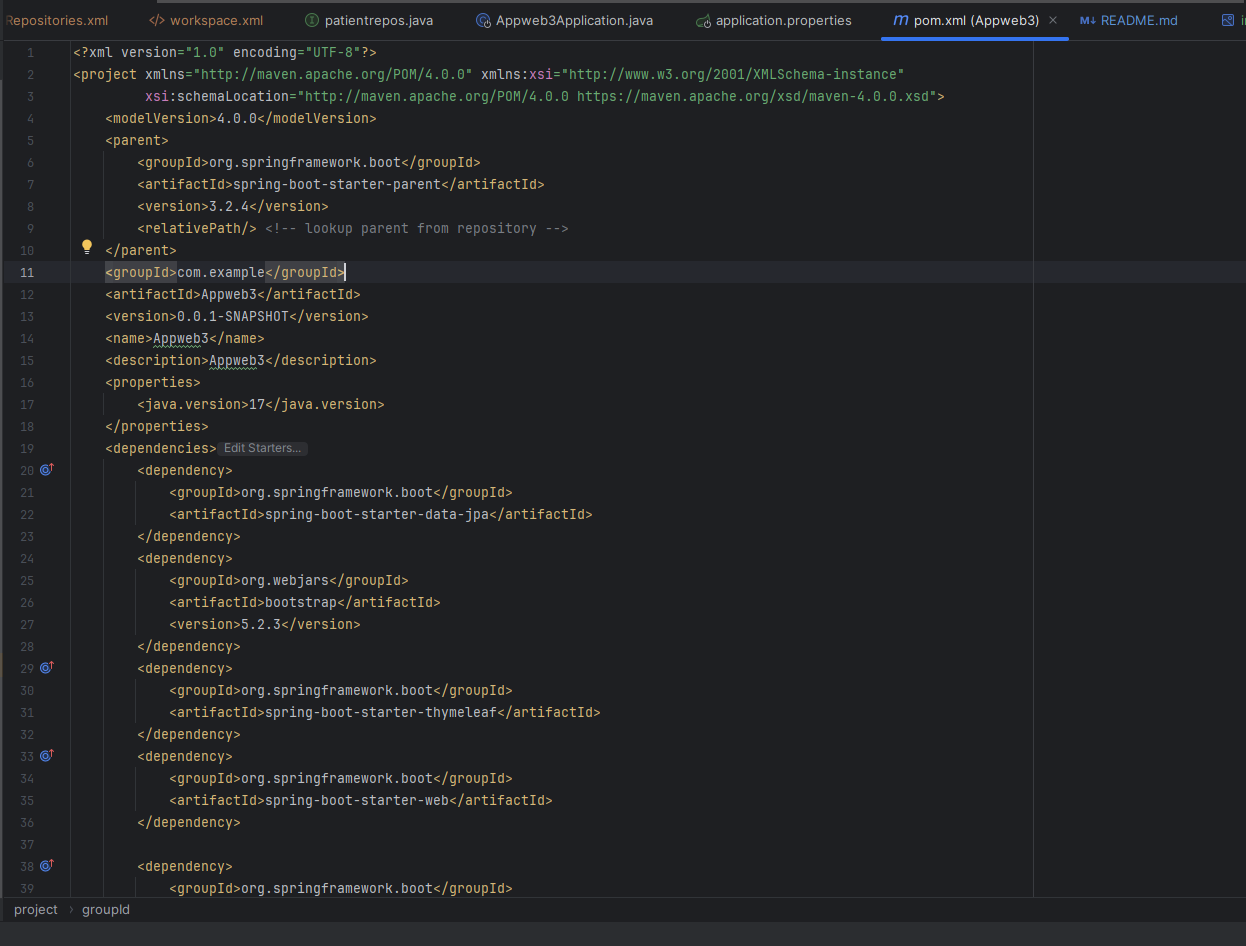 Repositories.xml </> workspace.xml patientrepos.java Appweb3Application.java application.properties m pom.xml (Appweb3) × M↓ README.md
1 <?xml version="1.0" encoding="UTF-8"?>
2 <project xmlns="http://maven.apache.org/POM/4.0.0" xmlns:xsi="http://www.w3.org/2001/XMLSchema-instance"
3 xsi:schemaLocation="http://maven.apache.org/POM/4.0.0 https://maven.apache.org/xsd/maven-4.0.0.xsd">
4 <modelVersion>4.0.0</modelVersion>
5 <parent>
6 <groupId>org.springframework.boot</groupId>
7 <artifactId>spring-boot-starter-parent</artifactId>
8 <version>3.2.4</version>
9 <relativePath/> <!-- lookup parent from repository -->
10 </parent>
11 <groupId>com.example</groupId>
12 <artifactId>Appweb3</artifactId>
13 <version>0.0.1-SNAPSHOT</version>
14 <name>Appweb3</name>
15 <description>Appweb3</description>
16 <properties>
17 <java.version>17</java.version>
18 </properties>
19 <dependencies> Edit Starters...
20 <dependency>
21 <groupId>org.springframework.boot</groupId>
22 <artifactId>spring-boot-starter-data-jpa</artifactId>
23 </dependency>
24 <dependency>
25 <groupId>org.webjars</groupId>
26 <artifactId>bootstrap</artifactId>
27 <version>5.2.3</version>
28 </dependency>
29 <dependency>
30 <groupId>org.springframework.boot</groupId>
31 <artifactId>spring-boot-starter-thymeleaf</artifactId>
32 </dependency>
33 <dependency>
34 <groupId>org.springframework.boot</groupId>
35 <artifactId>spring-boot-starter-web</artifactId>
36 </dependency>
37
38 <dependency>
39 <groupId>org.springframework.boot</groupId>
project › groupId